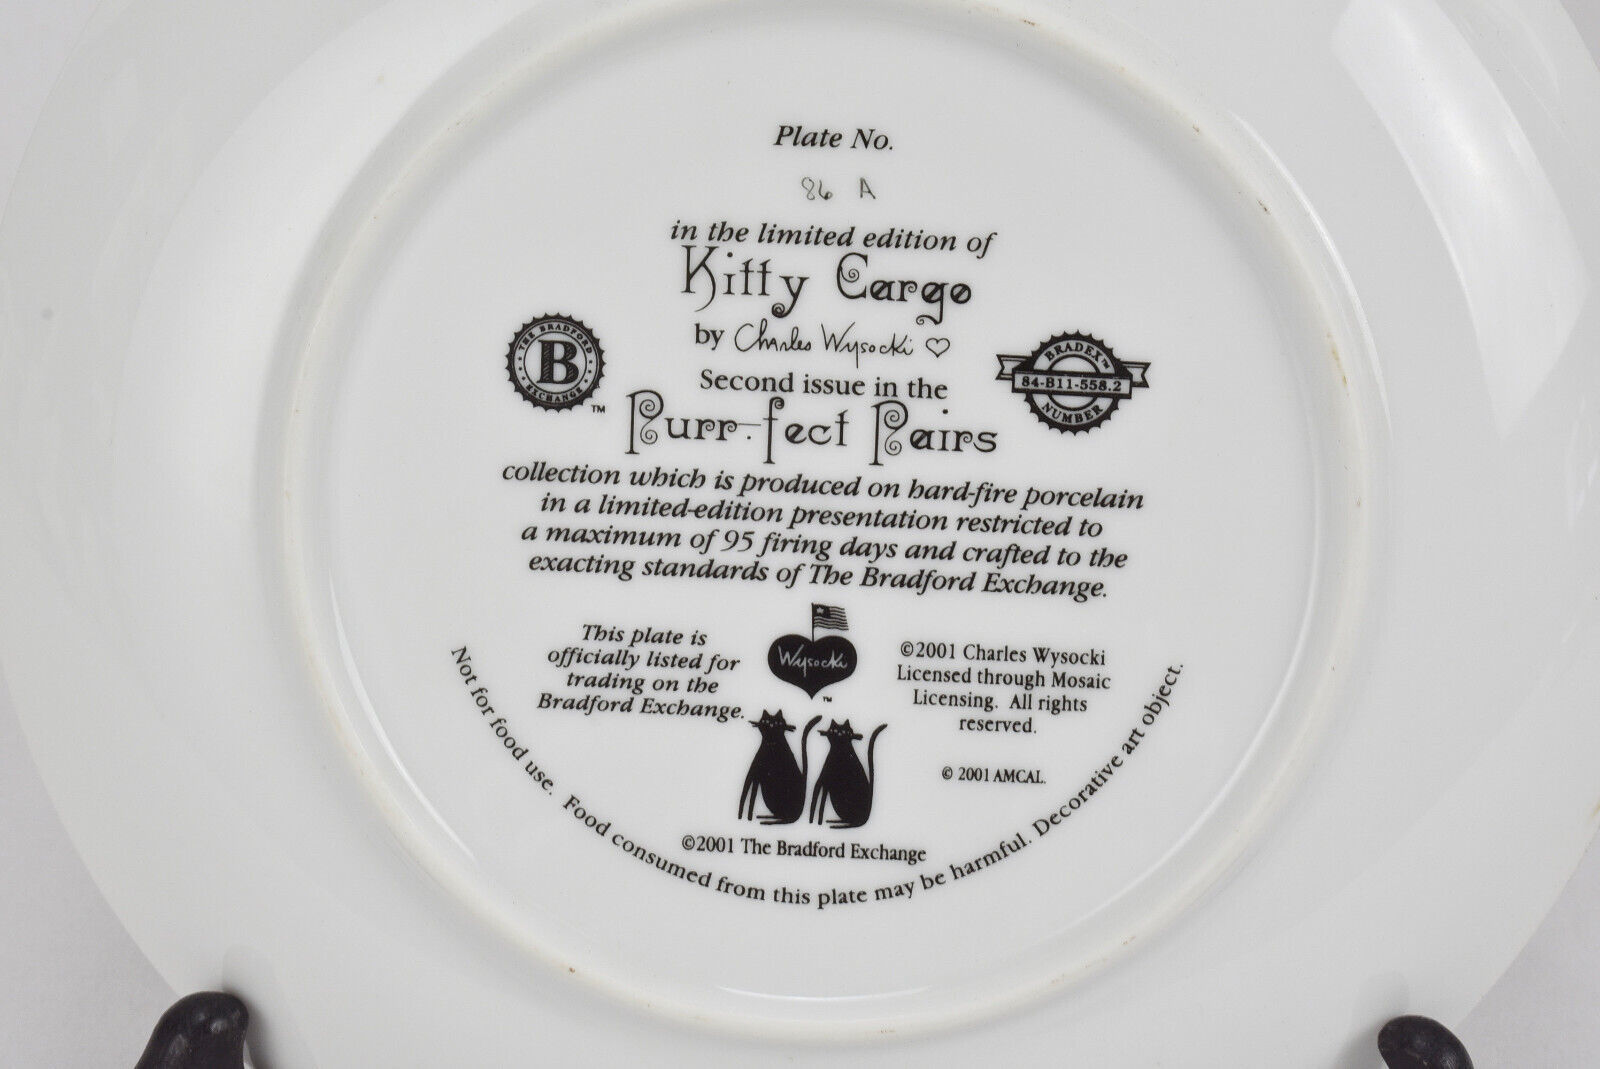 Plate No.
86 A
in the limited edition of
Kitty Cargo
by Charles Wysocki
Second issue in the
Purr-fect Pairs
collection which is produced on hard-fire porcelain
in a limited-edition presentation restricted to
a maximum of 95 firing days and crafted to the
exacting standards of The Bradford Exchange.
THE BRADFORD
B
EXCHANGE
™
BRADEX™
84-B11-558.2
NUMBER
This plate is
officially listed for
trading on the
Bradford Exchange.
Wysocki
™
©2001 Charles Wysocki
Licensed through Mosaic
Licensing. All rights
reserved.
© 2001 AMCAL.
©2001 The Bradford Exchange
Not for food use. Food consumed from this plate may be harmful. Decorative art object.